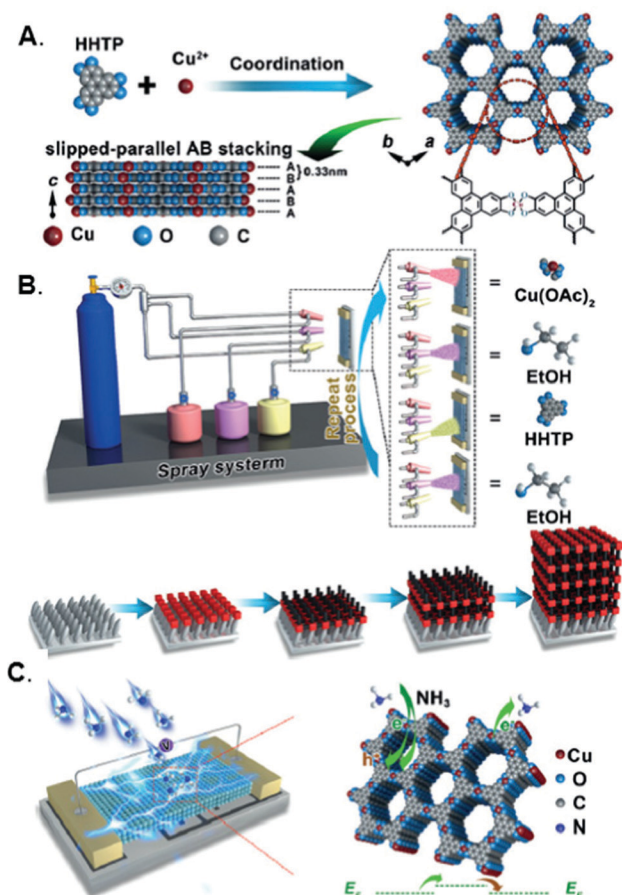 A.
HHTP
+
Cu²⁺
Coordination
slipped-parallel AB stacking
b a
c
A
B
A
B
A
0.33nm
Cu O C
B.
Repeat
process
Spray systerm
= Cu(OAc)₂
= EtOH
= HHTP
= EtOH
C.
N
NH₃
e
e
h
Cu
O
C
N
E
E